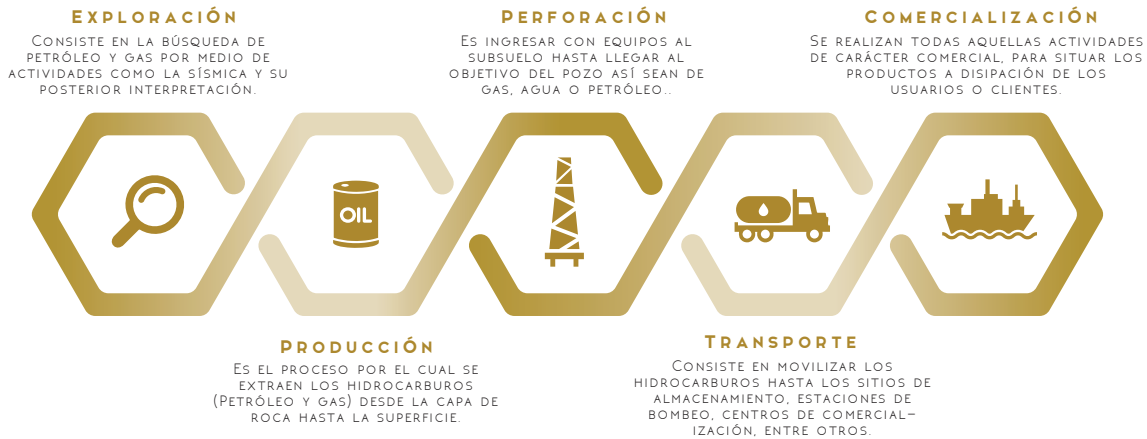 EXPLORACIÓN
CONSISTE EN LA BÚSQUEDA DE
PETRÓLEO Y GAS POR MEDIO DE
ACTIVIDADES COMO LA SÍSMICA Y SU
POSTERIOR INTERPRETACIÓN.
OIL
PRODUCCIÓN
ES EL PROCESO POR EL CUAL SE
EXTRAEN LOS HIDROCARBUROS
(PETRÓLEO Y GAS) DESDE LA CAPA DE
ROCA HASTA LA SUPERFICIE.
PERFORACIÓN
ES INGRESAR CON EQUIPOS AL
SUBSUELO HASTA LLEGAR AL
OBJETIVO DEL POZO ASÍ SEAN DE
GAS, AGUA O PETRÓLEO..
TRANSPORTE
CONSISTE EN MOVILIZAR LOS
HIDROCARBUROS HASTA LOS SITIOS DE
ALMACENAMIENTO, ESTACIONES DE
BOMBEO, CENTROS DE COMERCIAL-
IZACIÓN, ENTRE OTROS.
COMERCIALIZACIÓN
SE REALIZAN TODAS AQUELLAS ACTIVIDADES
DE CARÁCTER COMERCIAL, PARA SITUAR LOS
PRODUCTOS A DISIPACIÓN DE LOS
USUARIOS O CLIENTES.